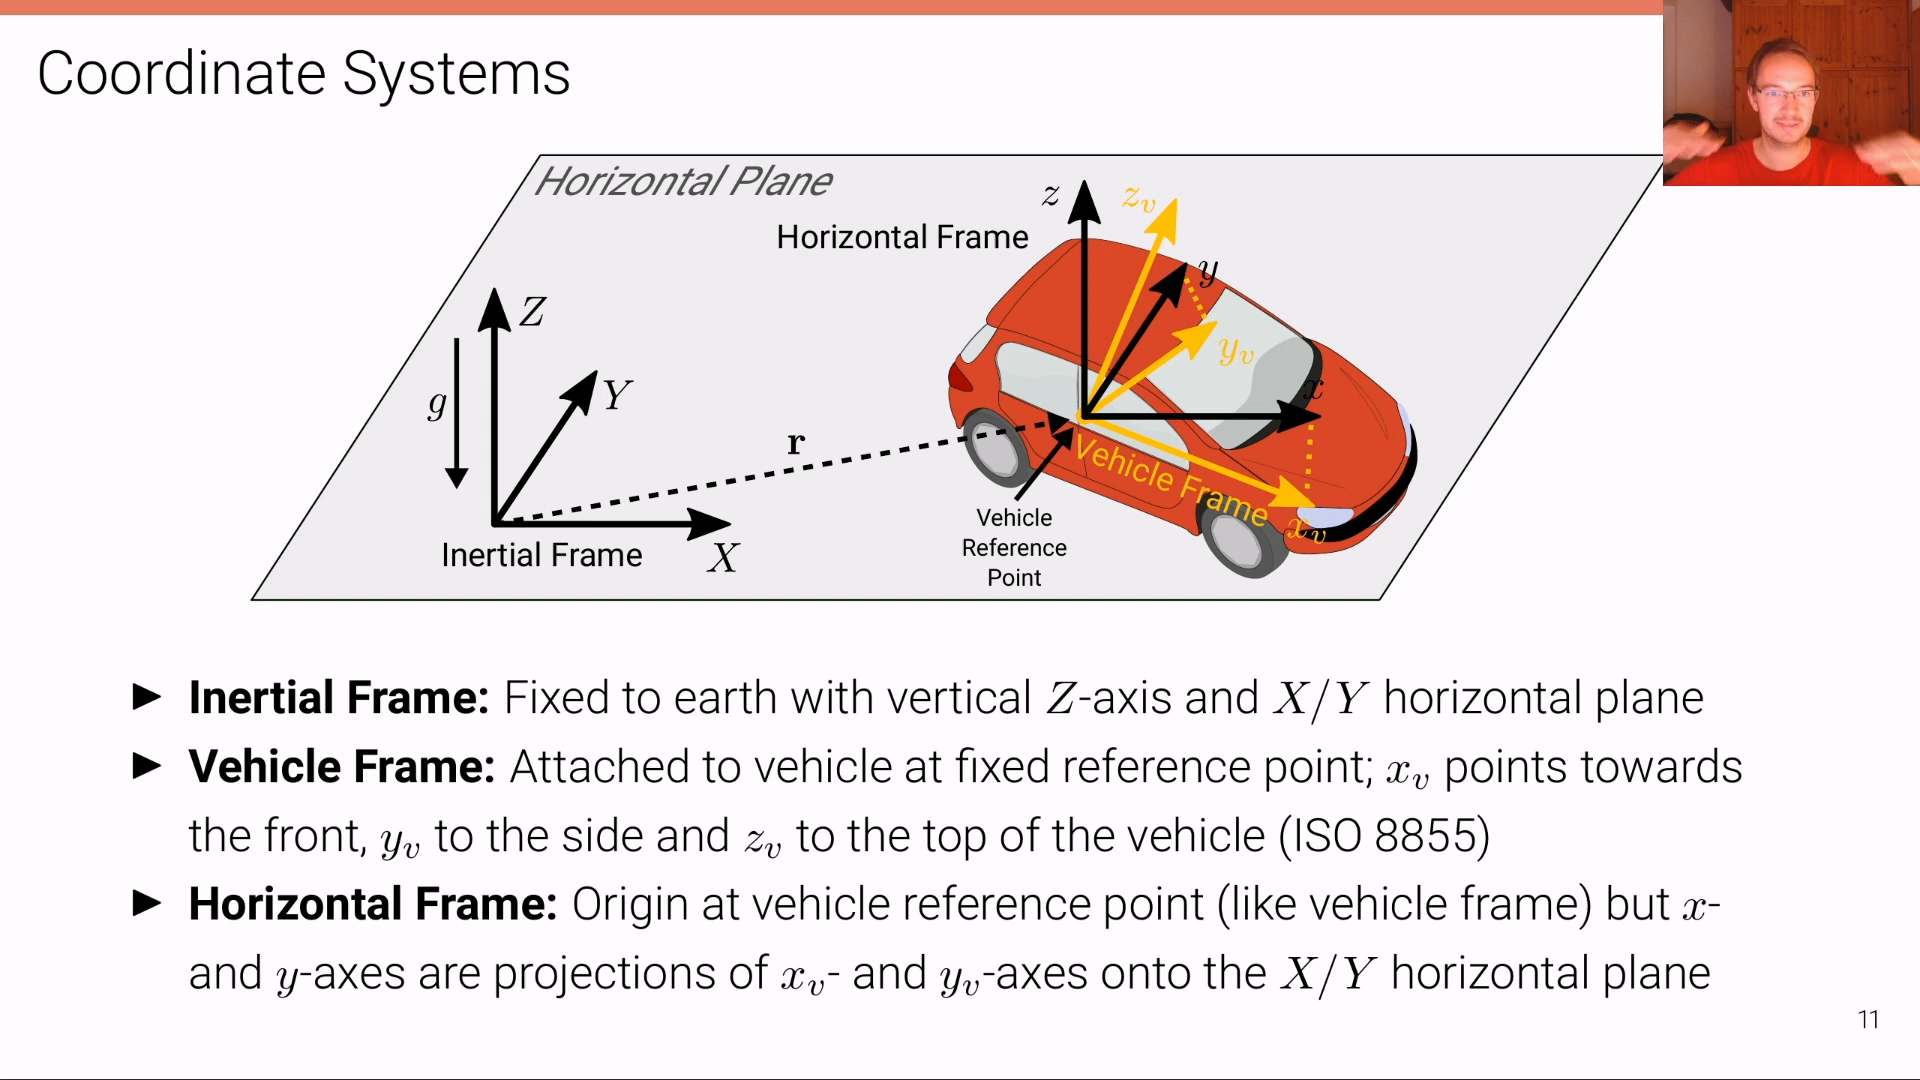 Coordinate Systems
Horizontal Plane
z
z_v
Horizontal Frame
y
Z
y_v
x
Y
g
r
Vehicle Frame
x_v
Vehicle
Reference
Point
Inertial Frame
X
► Inertial Frame: Fixed to earth with vertical Z-axis and X/Y horizontal plane
► Vehicle Frame: Attached to vehicle at fixed reference point; x_v points towards
the front, y_v to the side and z_v to the top of the vehicle (ISO 8855)
► Horizontal Frame: Origin at vehicle reference point (like vehicle frame) but x-
and y-axes are projections of x_v- and y_v-axes onto the X/Y horizontal plane
11